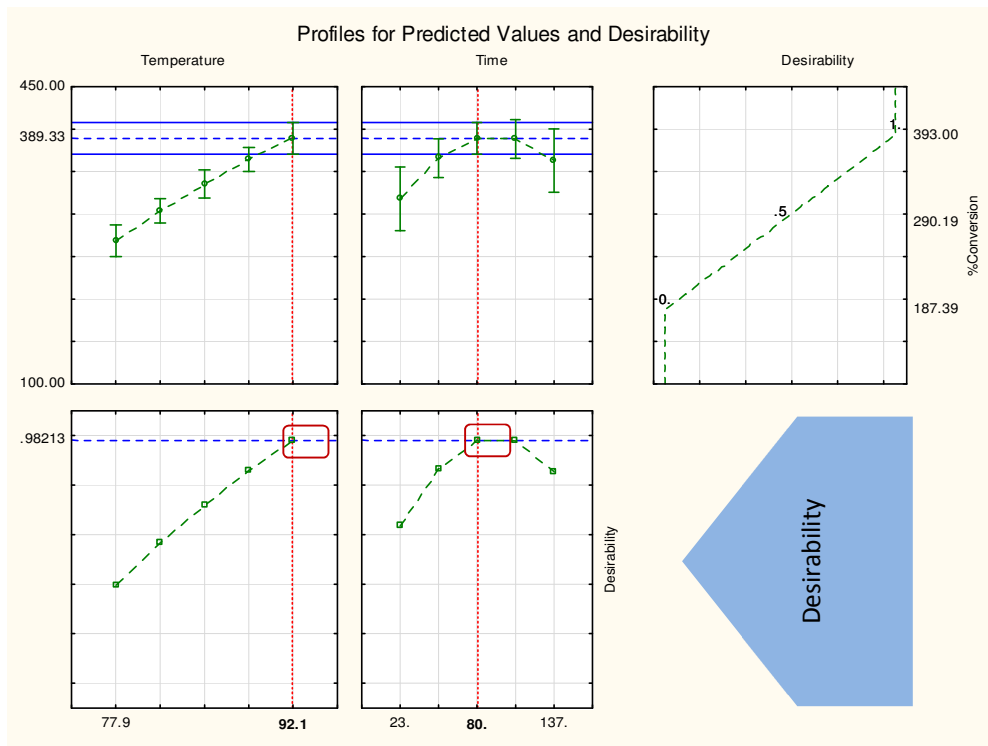 Profiles for Predicted Values and Desirability
Temperature
Time
Desirability
450.00
389.33
100.00
1.
.5
0.
393.00
290.19
187.39
%Conversion
.98213
Desirability
Desirability
77.9
92.1
23.
80.
137.